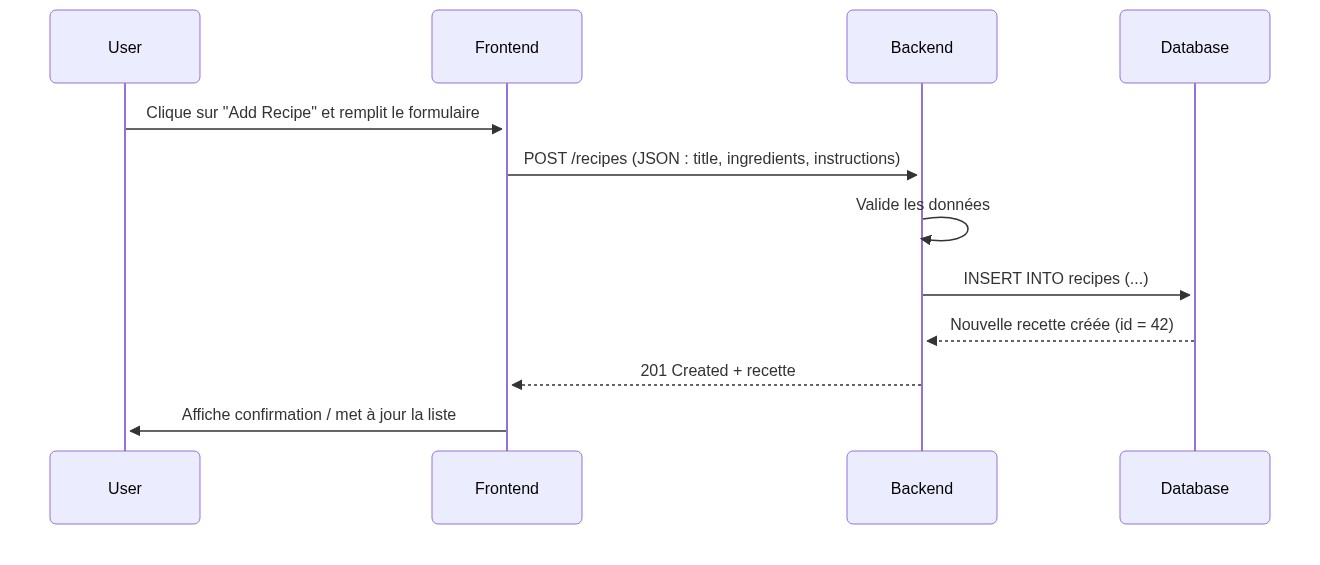 User
Frontend
Backend
Database
Clique sur "Add Recipe" et remplit le formulaire
POST /recipes (JSON : title, ingredients, instructions)
Valide les données
INSERT INTO recipes (...)
Nouvelle recette créée (id = 42)
201 Created + recette
Affiche confirmation / met à jour la liste
User
Frontend
Backend
Database